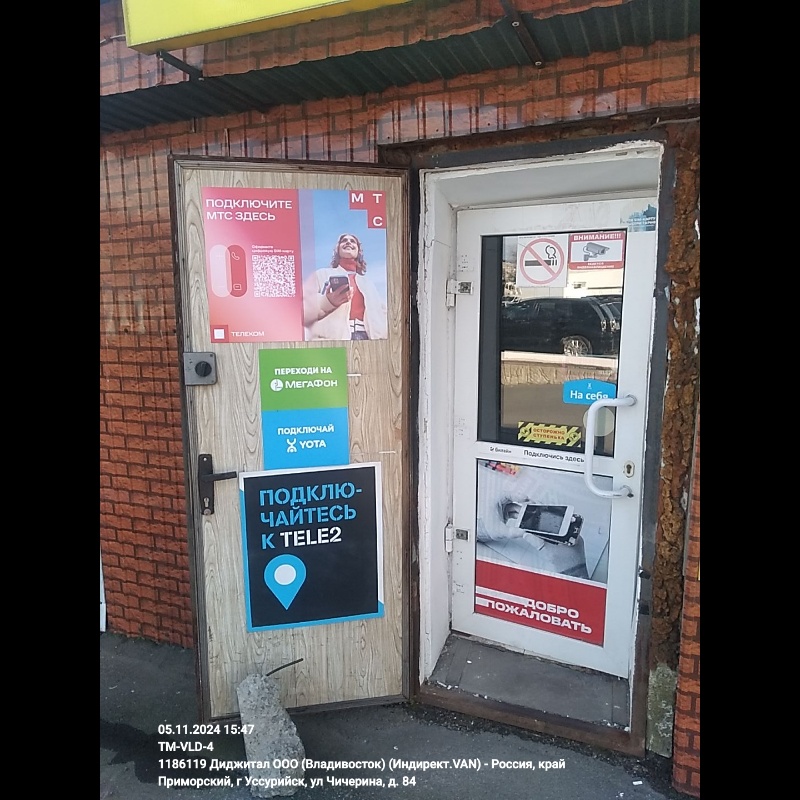 ПОДКЛЮЧИТЕ
МТС ЗДЕСЬ
М Т
С
ТЕЛЕКОМ
ПЕРЕХОДИ НА
МЕГАФОН
ПОДКЛЮЧАЙ
YOTA
ПОДКЛЮ-
ЧАЙТЕСЬ
К TELE2
ВНИМАНИЕ!!!
На себя
ОСТОРОЖНО
СТУПЕНЬКА
билайн Подключись здесь
ДОБРО
ПОЖАЛОВАТЬ
05.11.2024 15:47
TM-VLD-4
1186119 Диджитал ООО (Владивосток) (Индирект.VAN) - Россия, край
Приморский, г Уссурийск, ул Чичерина, д. 84